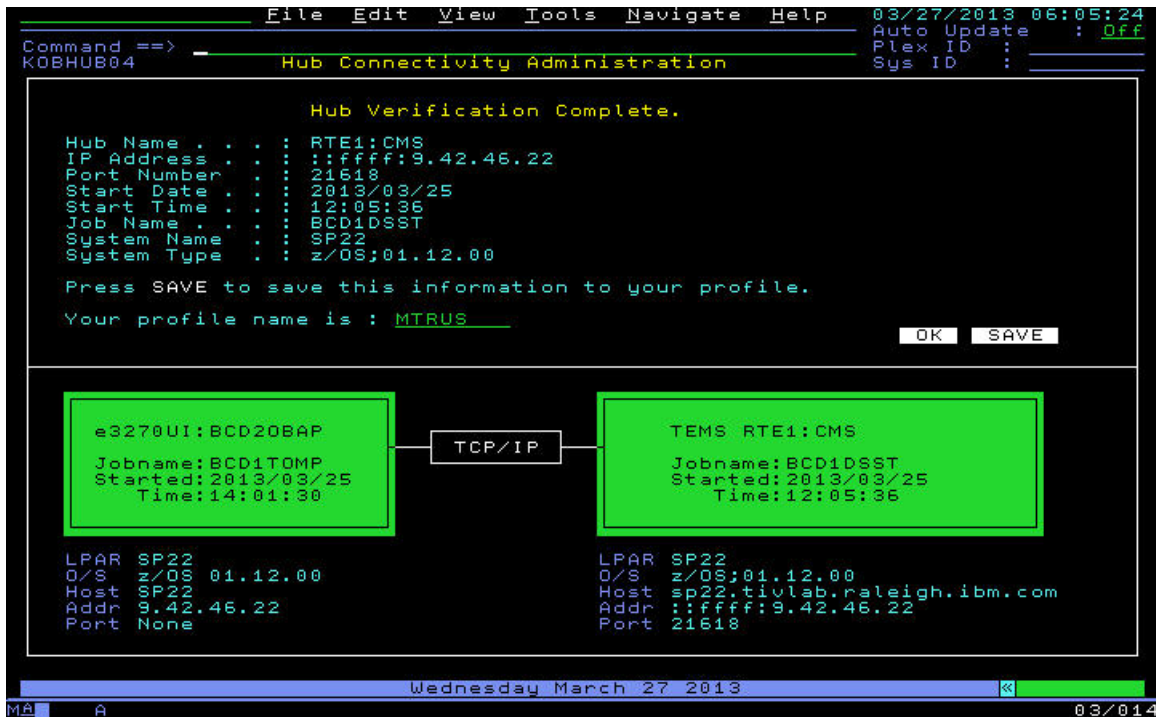 File Edit View Tools Navigate Help 03/27/2013 06:05:24
Auto Update : Off
Command ==> _
Plex ID :
KOBHUB04 Hub Connectivity Administration Sys ID :
Hub Verification Complete.
Hub Name . . . : RTE1:CMS
IP Address . . : ::ffff:9.42.46.22
Port Number . : 21618
Start Date . . : 2013/03/25
Start Time . . : 12:05:36
Job Name . . . : BCD1DSST
System Name . : SP22
System Type . : z/OS;01.12.00
Press SAVE to save this information to your profile.
Your profile name is : MTRUS
OK SAVE
e3270UI:BCD2OBAP
Jobname:BCD1TOMP
Started:2013/03/25
Time:14:01:30
TCP/IP
TEMS RTE1:CMS
Jobname:BCD1DSST
Started:2013/03/25
Time:12:05:36
LPAR SP22
O/S z/OS 01.12.00
Host SP22
Addr 9.42.46.22
Port None
LPAR SP22
O/S z/OS;01.12.00
Host sp22.tivlab.raleigh.ibm.com
Addr ::ffff:9.42.46.22
Port 21618
Wednesday March 27 2013 «
MA A 03/014